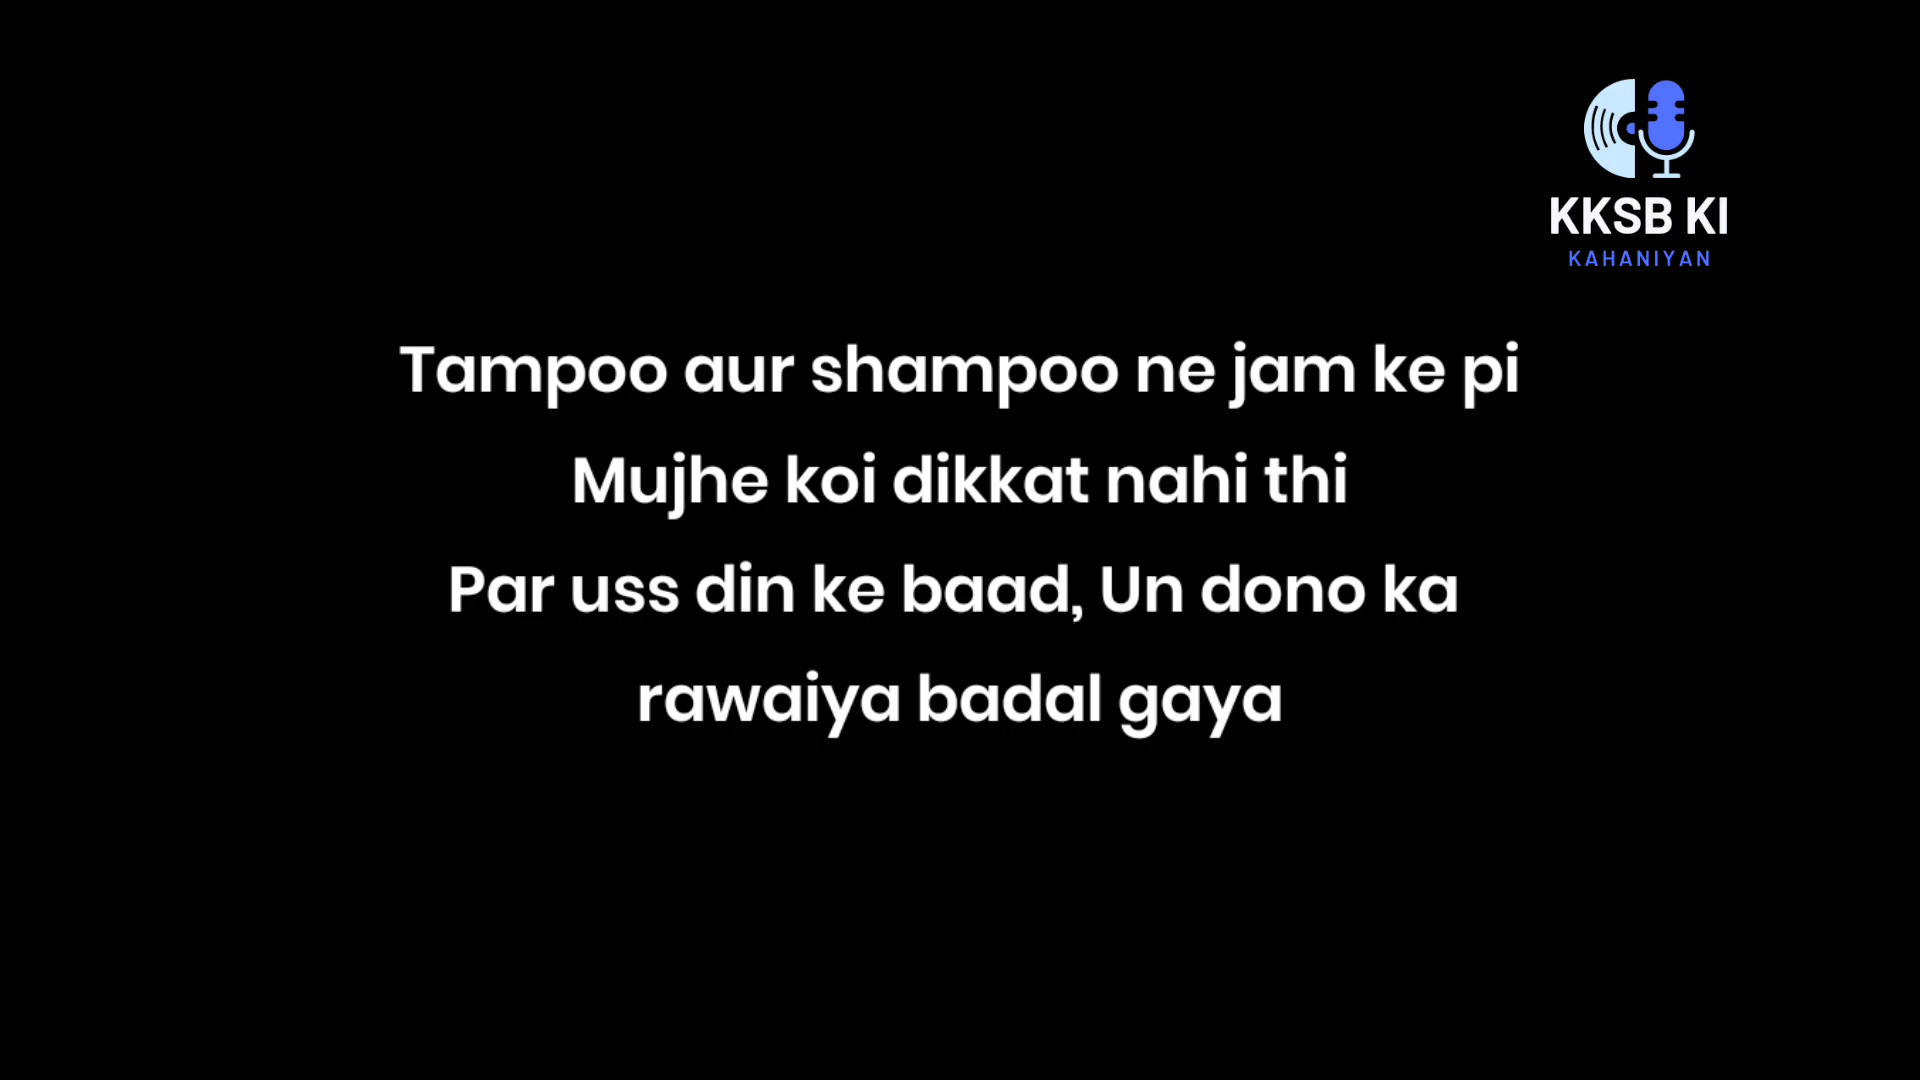 KKSB KI
KAHANIYAN
Tampoo aur shampoo ne jam ke pi
Mujhe koi dikkat nahi thi
Par uss din ke baad, Un dono ka
rawaiya badal gaya